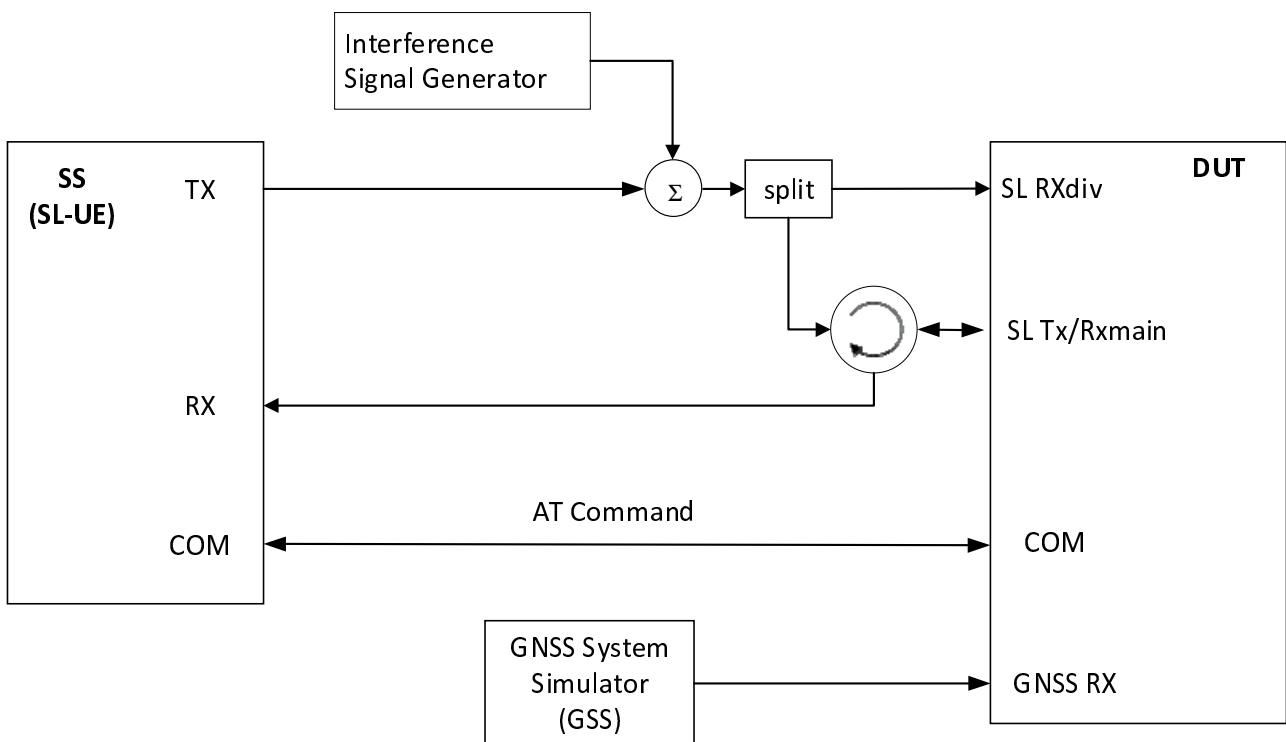 Interference
Signal Generator
SS
(SL-UE)
TX
Σ
split
SL RXdiv
DUT
SL Tx/Rxmain
RX
AT Command
COM
COM
GNSS System
Simulator
(GSS)
GNSS RX